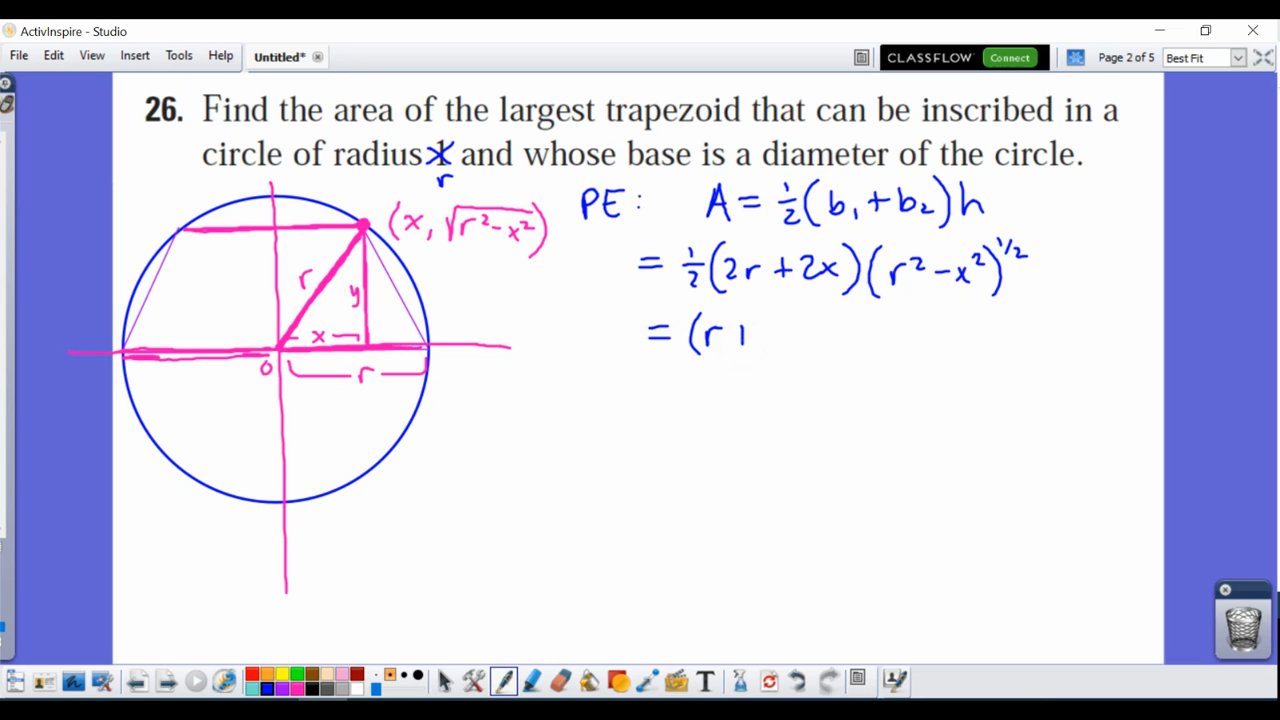 ActivInspire - Studio
File Edit View Insert Tools Help Untitled* CLASSFLOW Connect Page 2 of 5 Best Fit
26. Find the area of the largest trapezoid that can be inscribed in a
circle of radius 1 and whose base is a diameter of the circle.
r
PE: A = ½(b₁ + b₂)h
(x, √r² - x²)
= ½(2r + 2x)(r² - x²)^1/2
r y
= (r ı
x
0 r
T